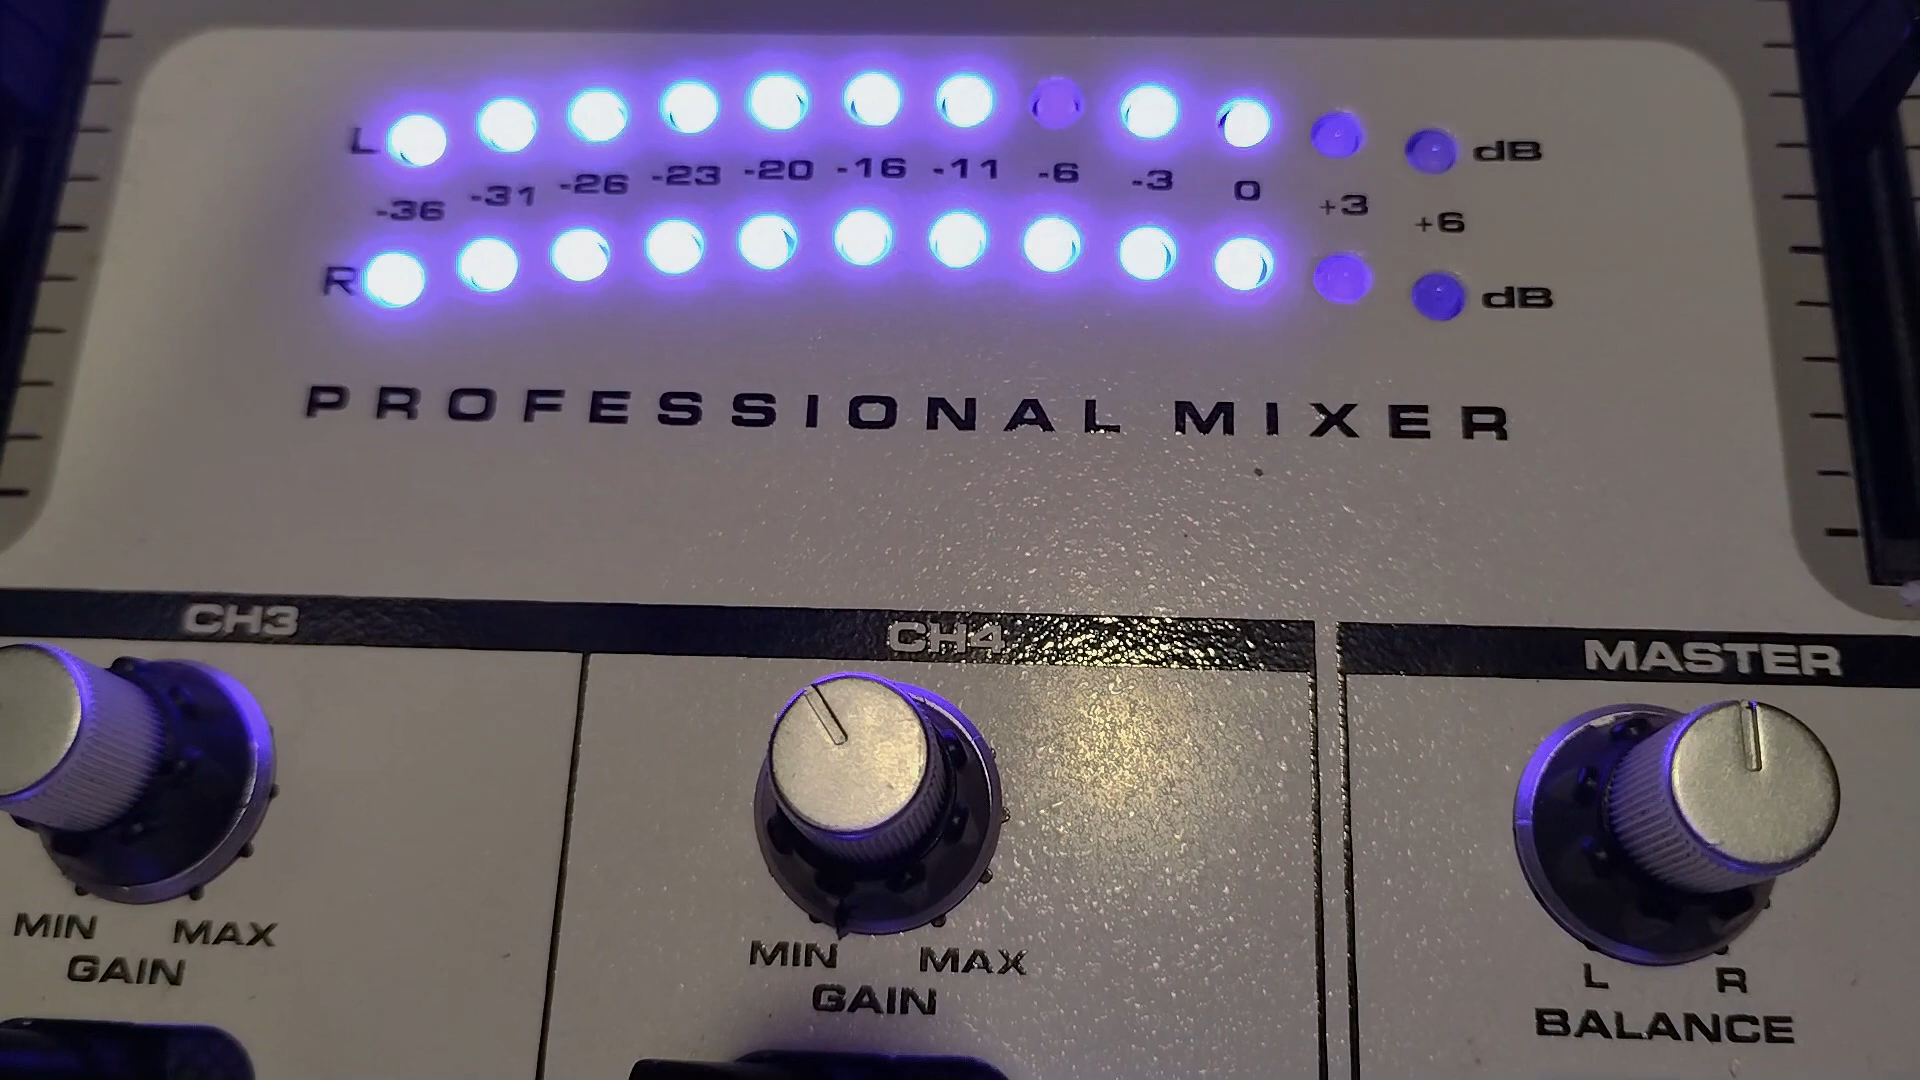 L dB
-36 -31 -26 -23 -20 -16 -11 -6 -3 0 +3 +6
R dB
PROFESSIONAL MIXER
CH3 CH4 MASTER
MIN MAX MIN MAX L R
GAIN GAIN BALANCE